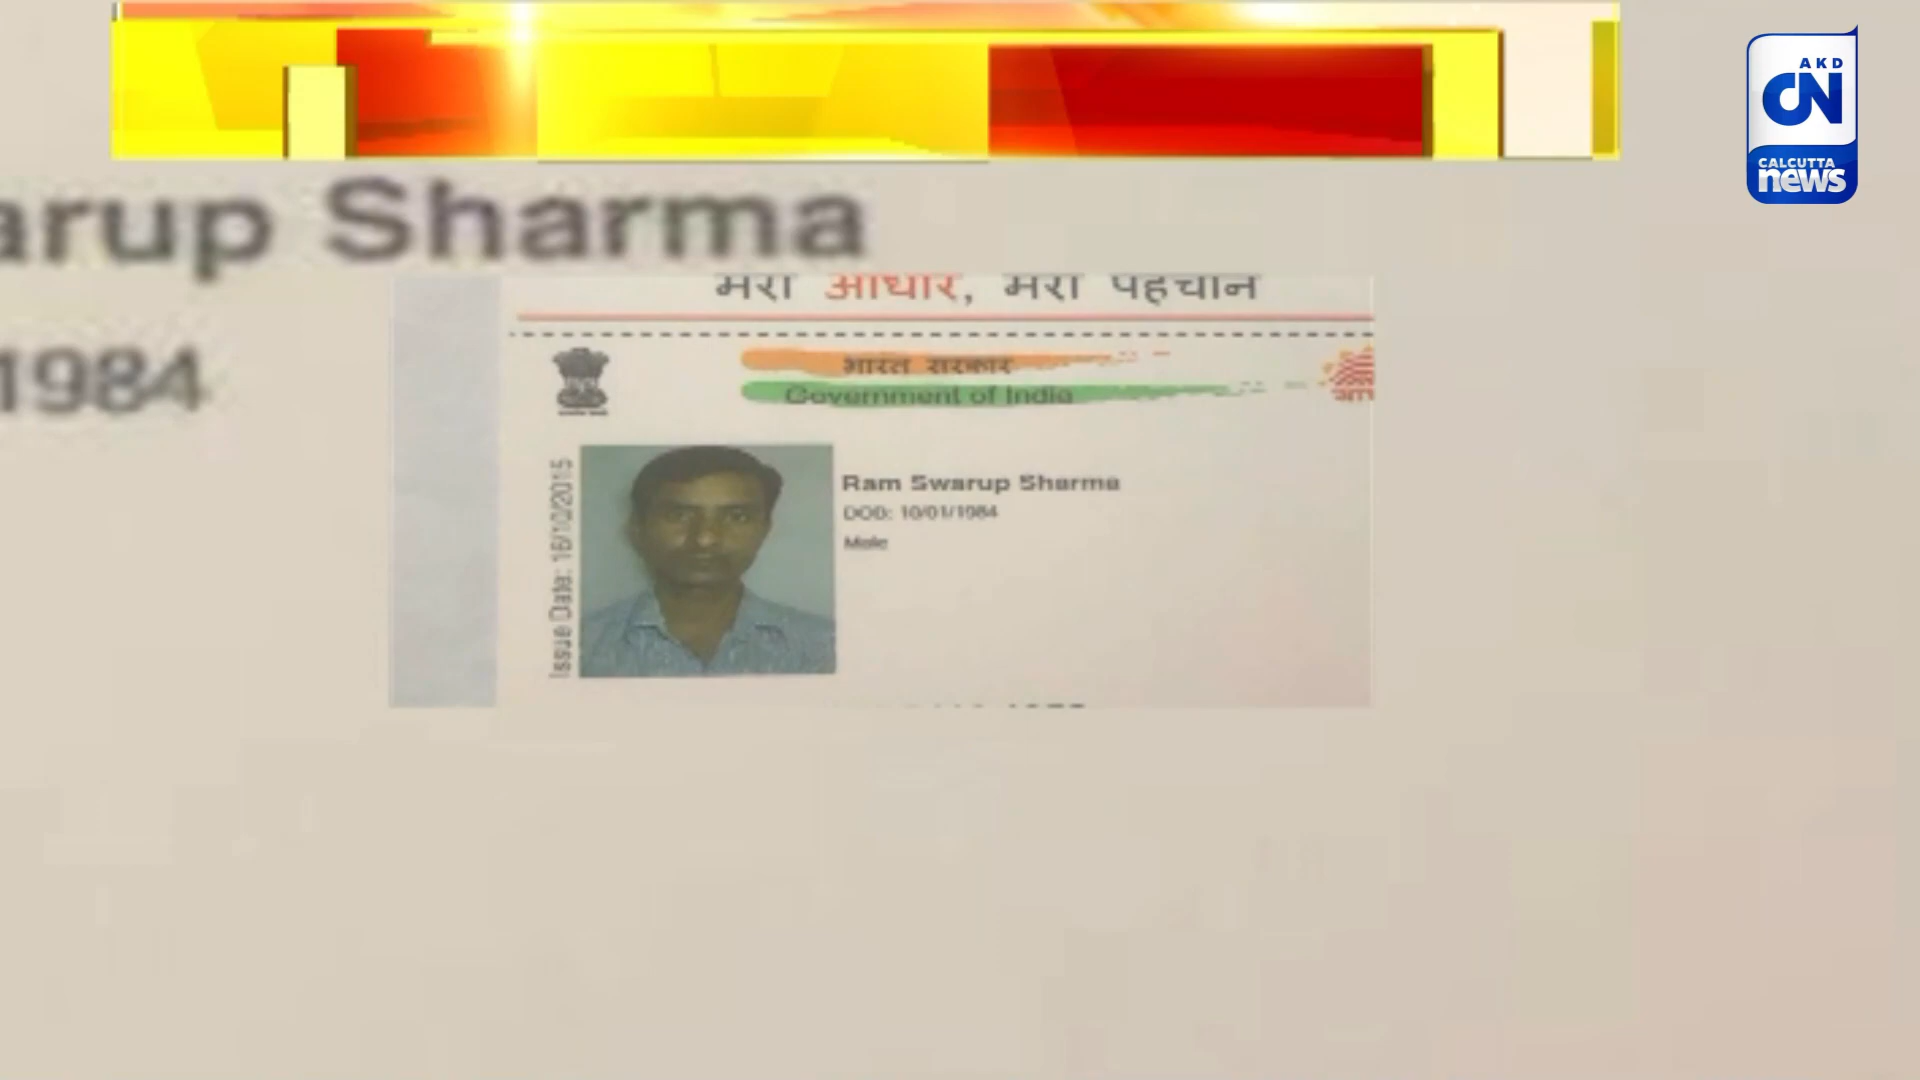 AKD
CN
CALCUTTA
news
arup Sharma
1984
मेरा आधार, मेरी पहचान
भारत सरकार
Government of India
Issue Date: 16/10/2015
Ram Swarup Sharma
DOB: 10/01/1984
Male